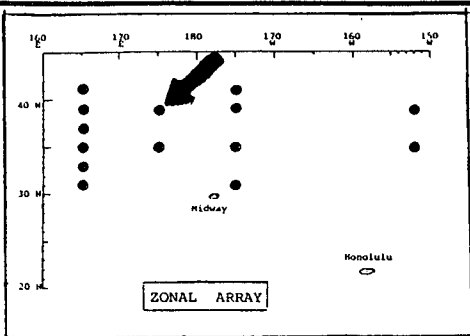 160 170 180 170 160 150
E E W W W
40 N
30 N
Midway
Honolulu
20 N
ZONAL ARRAY